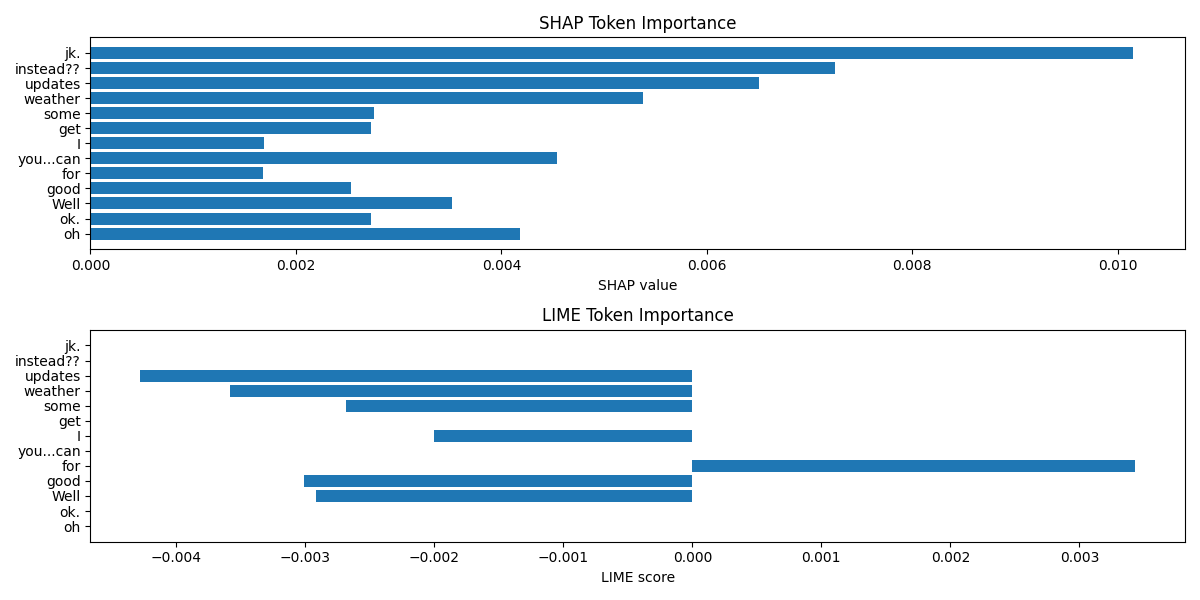 SHAP Token Importance
jk.
instead??
updates
weather
some
get
I
you...can
for
good
Well
ok.
oh
0.000 0.002 0.004 0.006 0.008 0.010
SHAP value
LIME Token Importance
jk.
instead??
updates
weather
some
get
I
you...can
for
good
Well
ok.
oh
−0.004 −0.003 −0.002 −0.001 0.000 0.001 0.002 0.003
LIME score